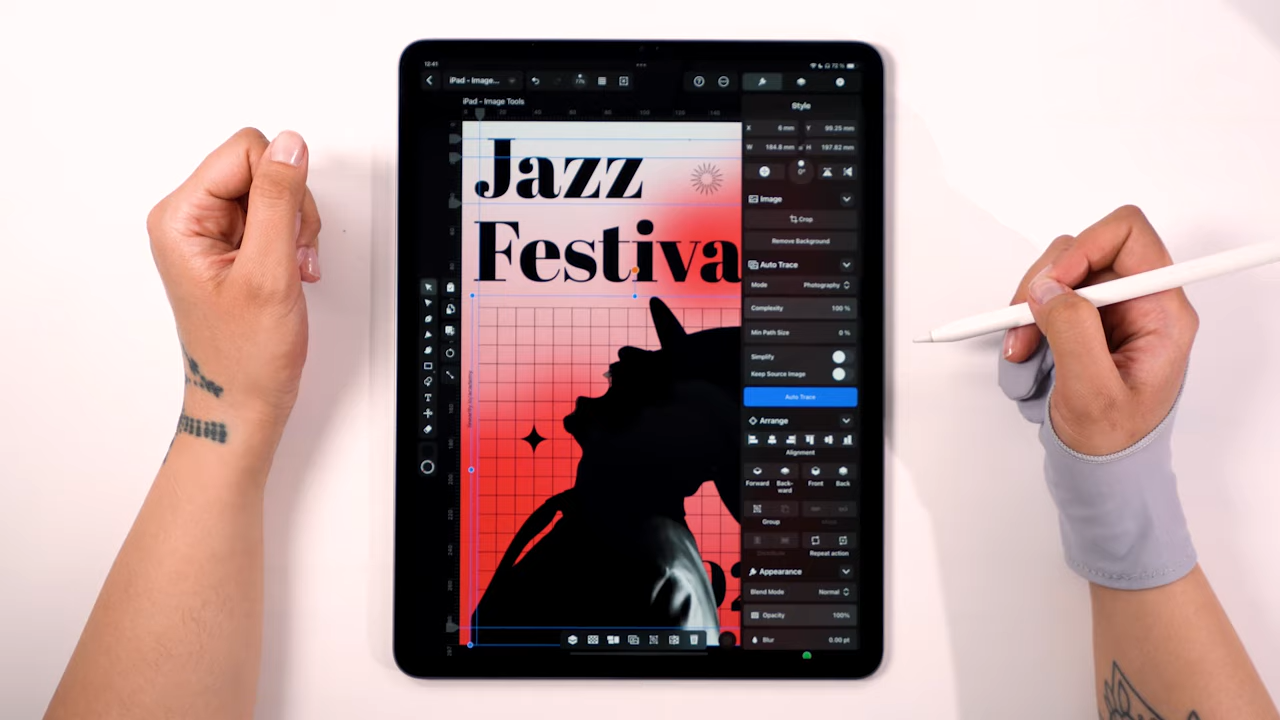 12:41
72 %
iPad - Image...
iPad - Image Tools
Style
X 6 mm Y 99.25 mm
W 184.8 mm H 197.82 mm
0°
Image
Crop
Remove Background
Auto Trace
Mode Photography
Complexity 100 %
Min Path Size 0 %
Simplify
Keep Source Image
Auto Trace
Arrange
Alignment
Forward Back-ward Front Back
Group
Repeat action
Appearance
Blend Mode Normal
Opacity 100%
Blur 0.00 pt
Jazz
Festiva